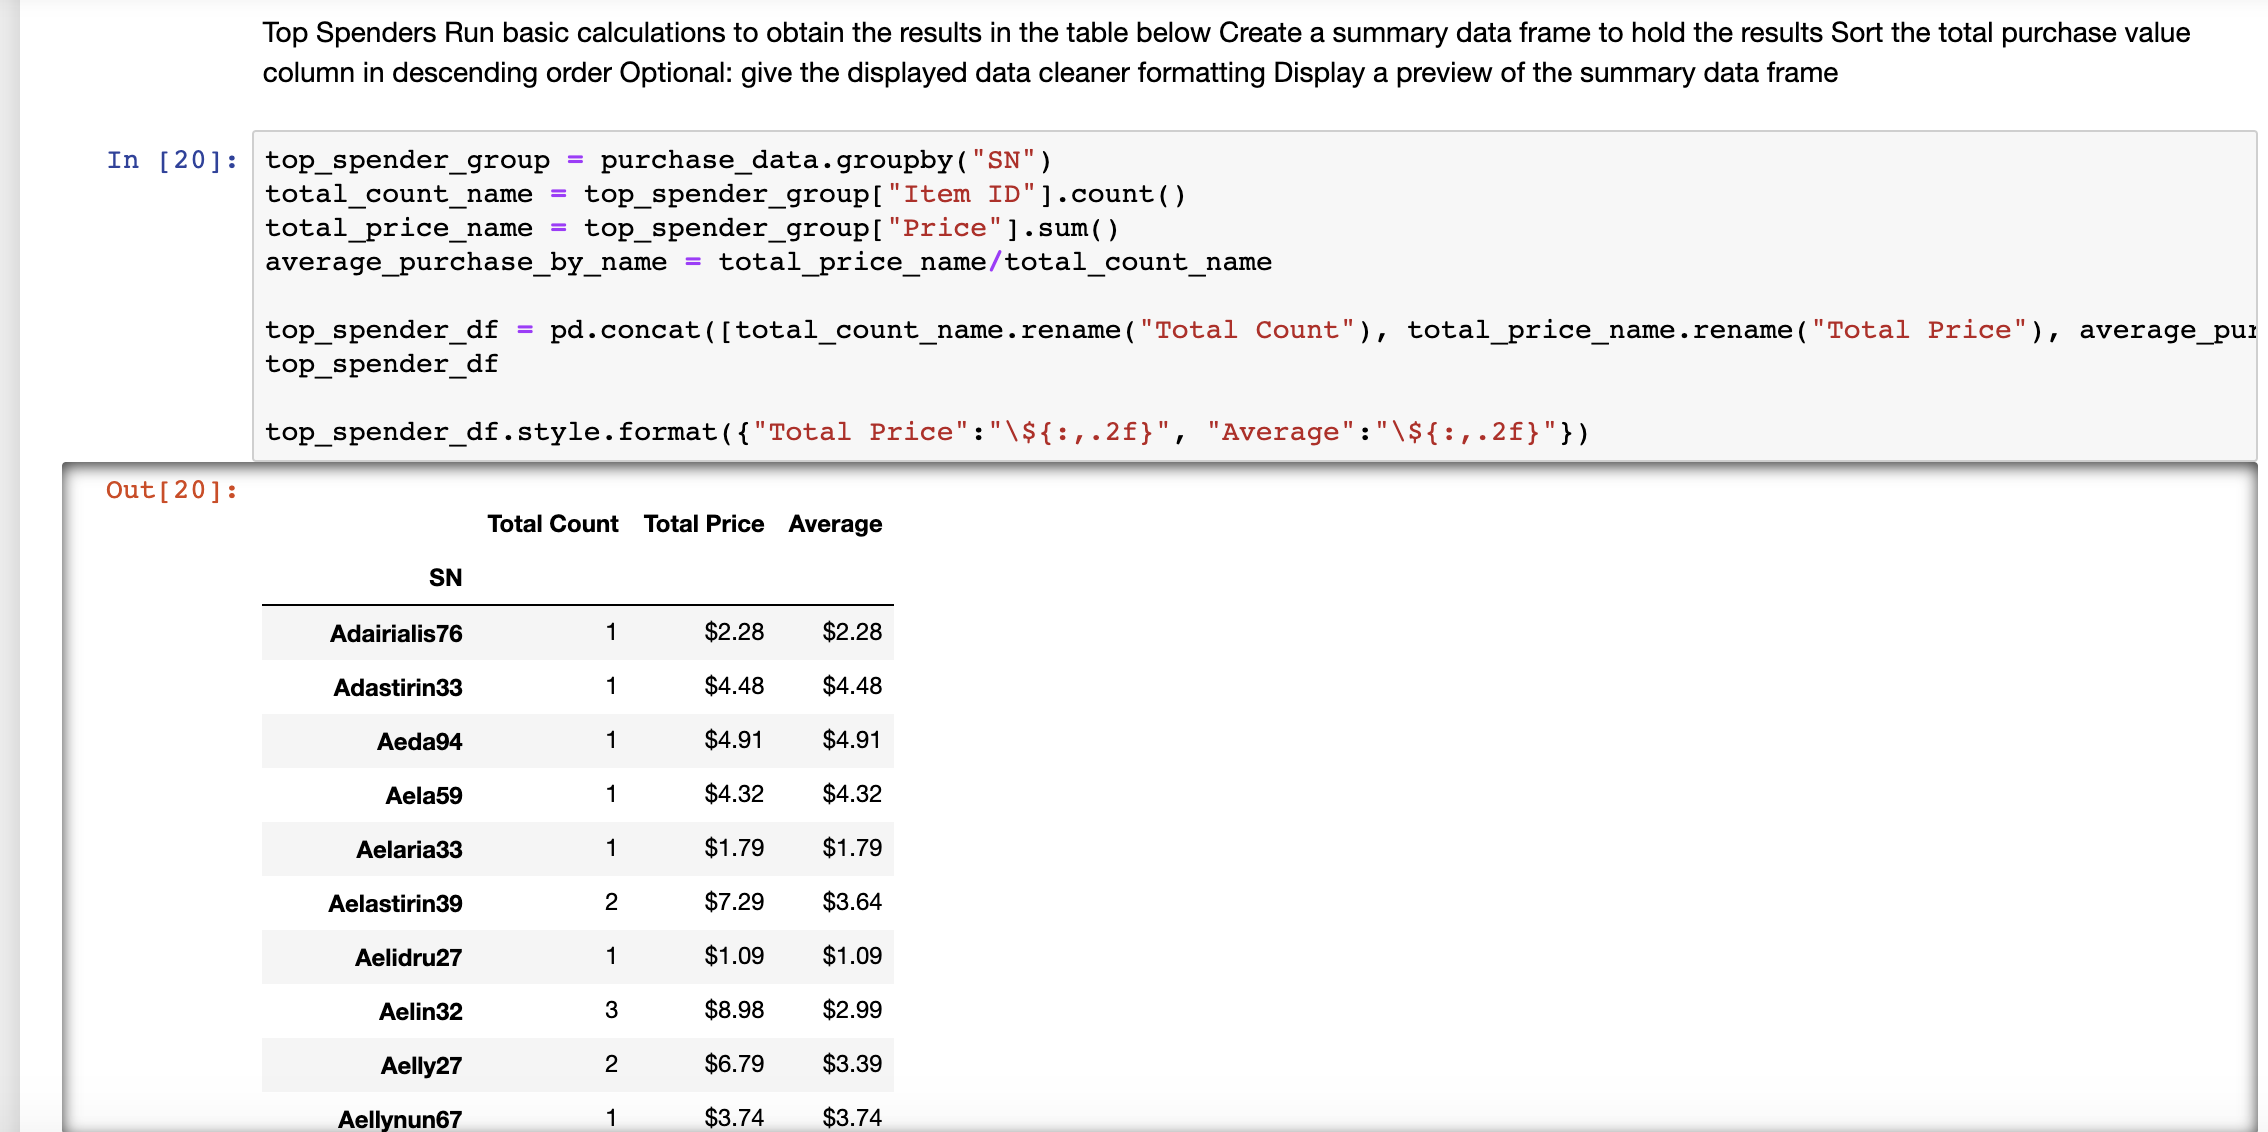 Top Spenders Run basic calculations to obtain the results in the table below Create a summary data frame to hold the results Sort the total purchase value
column in descending order Optional: give the displayed data cleaner formatting Display a preview of the summary data frame
In [20]: top_spender_group = purchase_data.groupby("SN")
total_count_name = top_spender_group["Item ID"].count()
total_price_name = top_spender_group["Price"].sum()
average_purchase_by_name = total_price_name/total_count_name
top_spender_df = pd.concat([total_count_name.rename("Total Count"), total_price_name.rename("Total Price"), average_pur
top_spender_df
top_spender_df.style.format({"Total Price":"\${:,.2f}", "Average":"\${:,.2f}"})
Out[20]:
Total Count Total Price Average
SN
Adairialis76 1 $2.28 $2.28
Adastirin33 1 $4.48 $4.48
Aeda94 1 $4.91 $4.91
Aela59 1 $4.32 $4.32
Aelaria33 1 $1.79 $1.79
Aelastirin39 2 $7.29 $3.64
Aelidru27 1 $1.09 $1.09
Aelin32 3 $8.98 $2.99
Aelly27 2 $6.79 $3.39
Aellynun67 1 $3.74 $3.74